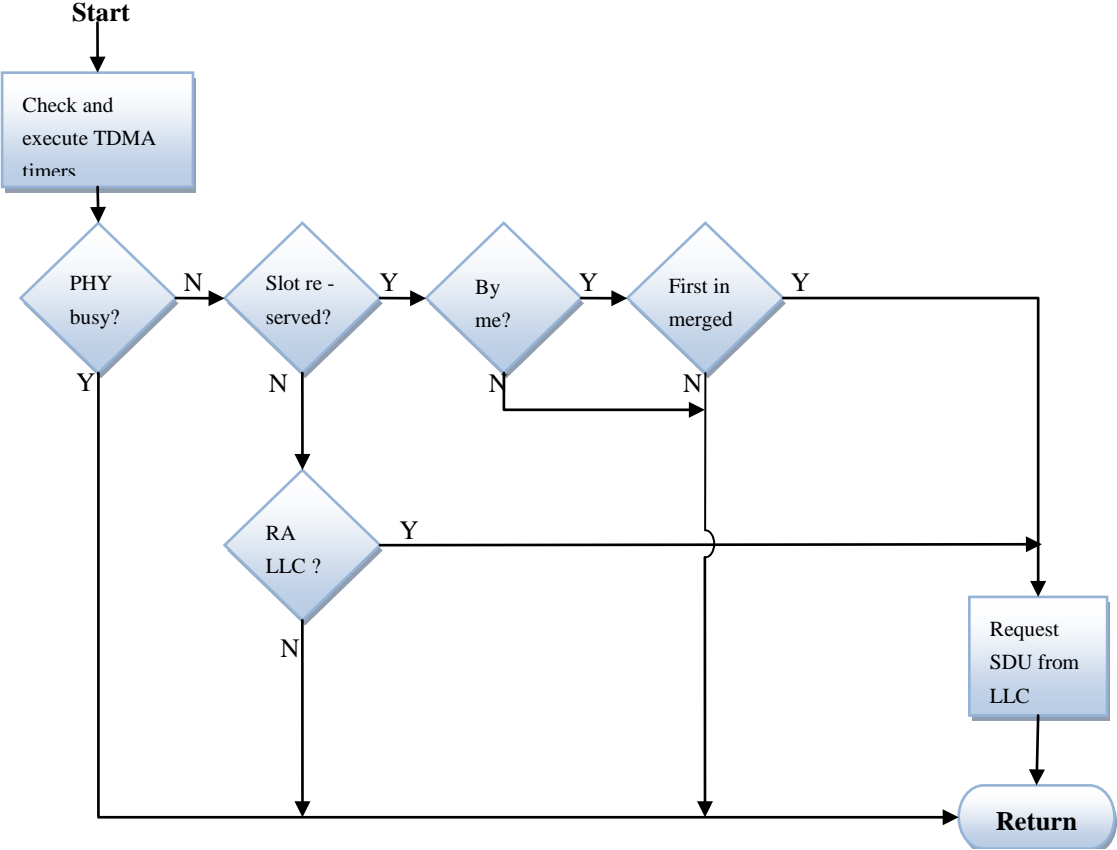 Start
Check and
execute TDMA
timers
PHY
busy?
N
Slot re -
served?
Y
By
me?
Y
First in
merged
Y
Y
N
N
N
RA
LLC ?
Y
N
Request
SDU from
LLC
Return